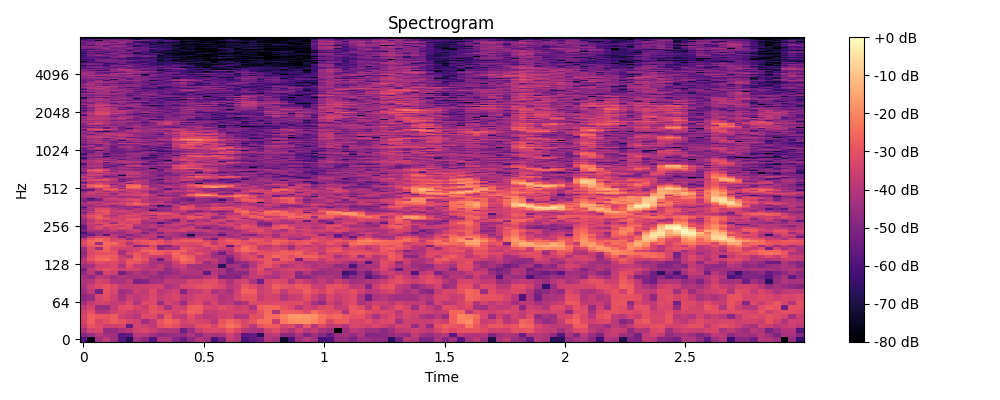 Spectrogram
Hz
4096
2048
1024
512
256
128
64
0
0
0.5
1
1.5
2
2.5
Time
+0 dB
-10 dB
-20 dB
-30 dB
-40 dB
-50 dB
-60 dB
-70 dB
-80 dB